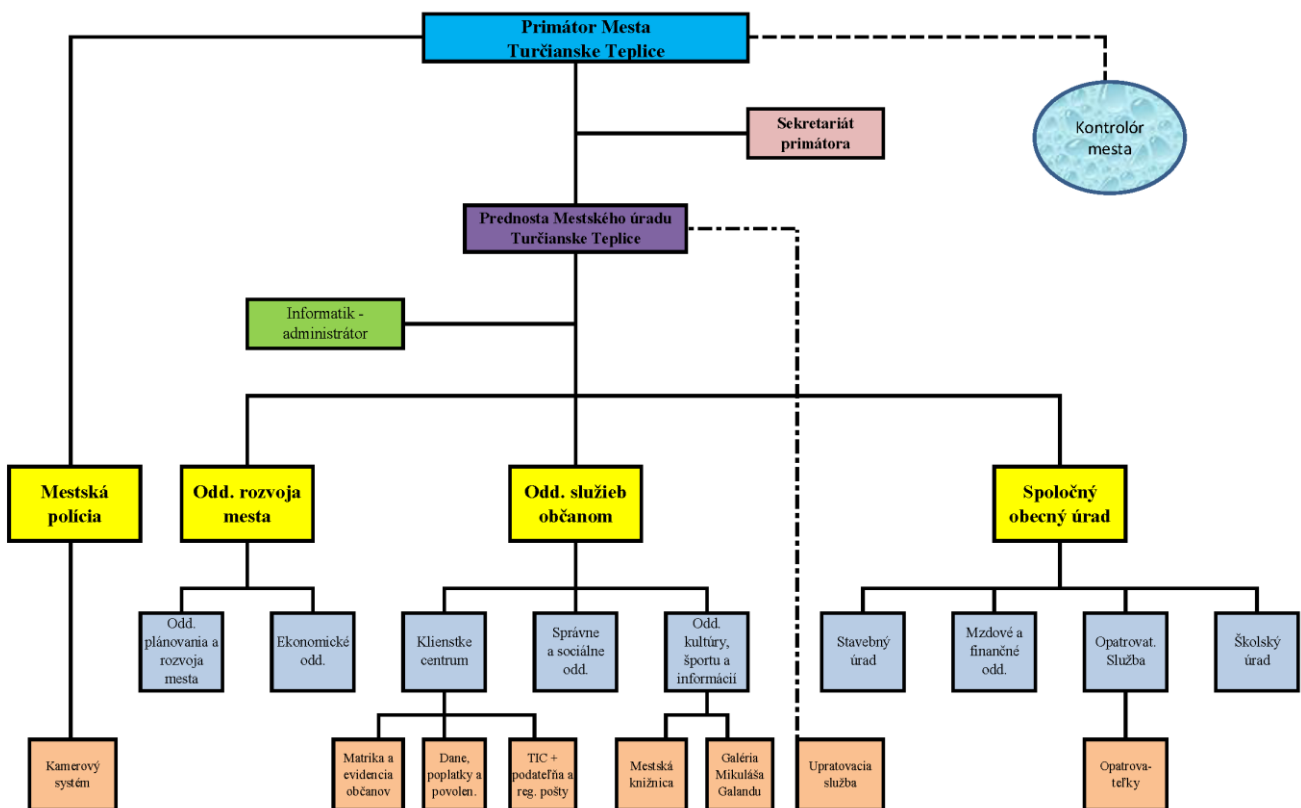 Primátor Mesta
Turčianske Teplice
Kontrolór
mesta
Sekretariát
primátora
Prednosta Mestského úradu
Turčianske Teplice
Informatik -
administrátor
Mestská
polícia
Odd. rozvoja
mesta
Odd. služieb
občanom
Spoločný
obecný úrad
Odd.
plánovania a
rozvoja
mesta
Ekonomické
odd.
Klienstke
centrum
Správne
a sociálne
odd.
Odd.
kultúry,
športu a
informácií
Stavebný
úrad
Mzdové a
finančné
odd.
Opatrovat.
Služba
Školský
úrad
Kamerový
systém
Matrika a
evidencia
občanov
Dane,
poplatky a
povolen.
TIC +
podateľňa a
reg. pošty
Mestská
knižnica
Galéria
Mikuláša
Galandu
Upratovacia
služba
Opatrova-
teľky